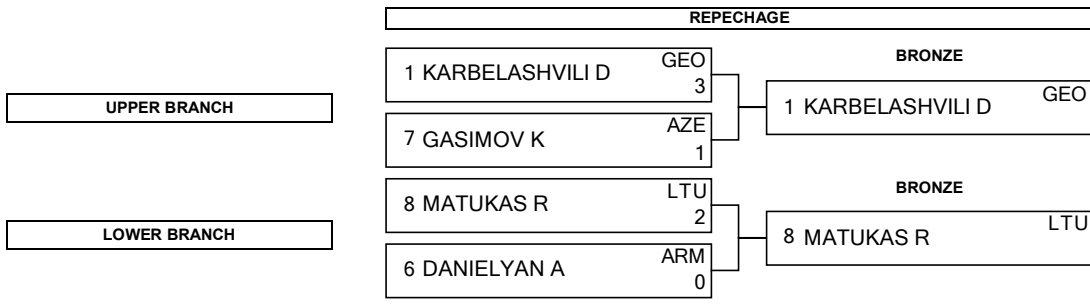 REPECHAGE
BRONZE
1 KARBELASHVILI D GEO
3
UPPER BRANCH
1 KARBELASHVILI D GEO
7 GASIMOV K AZE
1
8 MATUKAS R LTU
2
BRONZE
LOWER BRANCH
8 MATUKAS R LTU
6 DANIELYAN A ARM
0